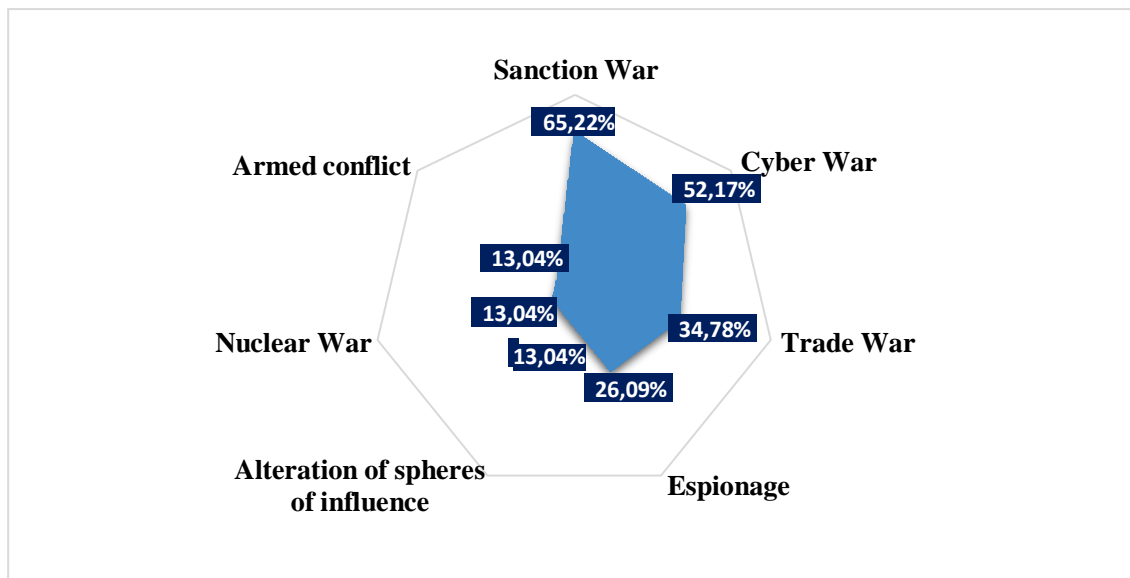 Sanction War
65,22%
Armed conflict
Cyber War
52,17%
13,04%
13,04%
Nuclear War
34,78%
Trade War
13,04%
26,09%
Alteration of spheres
of influence
Espionage